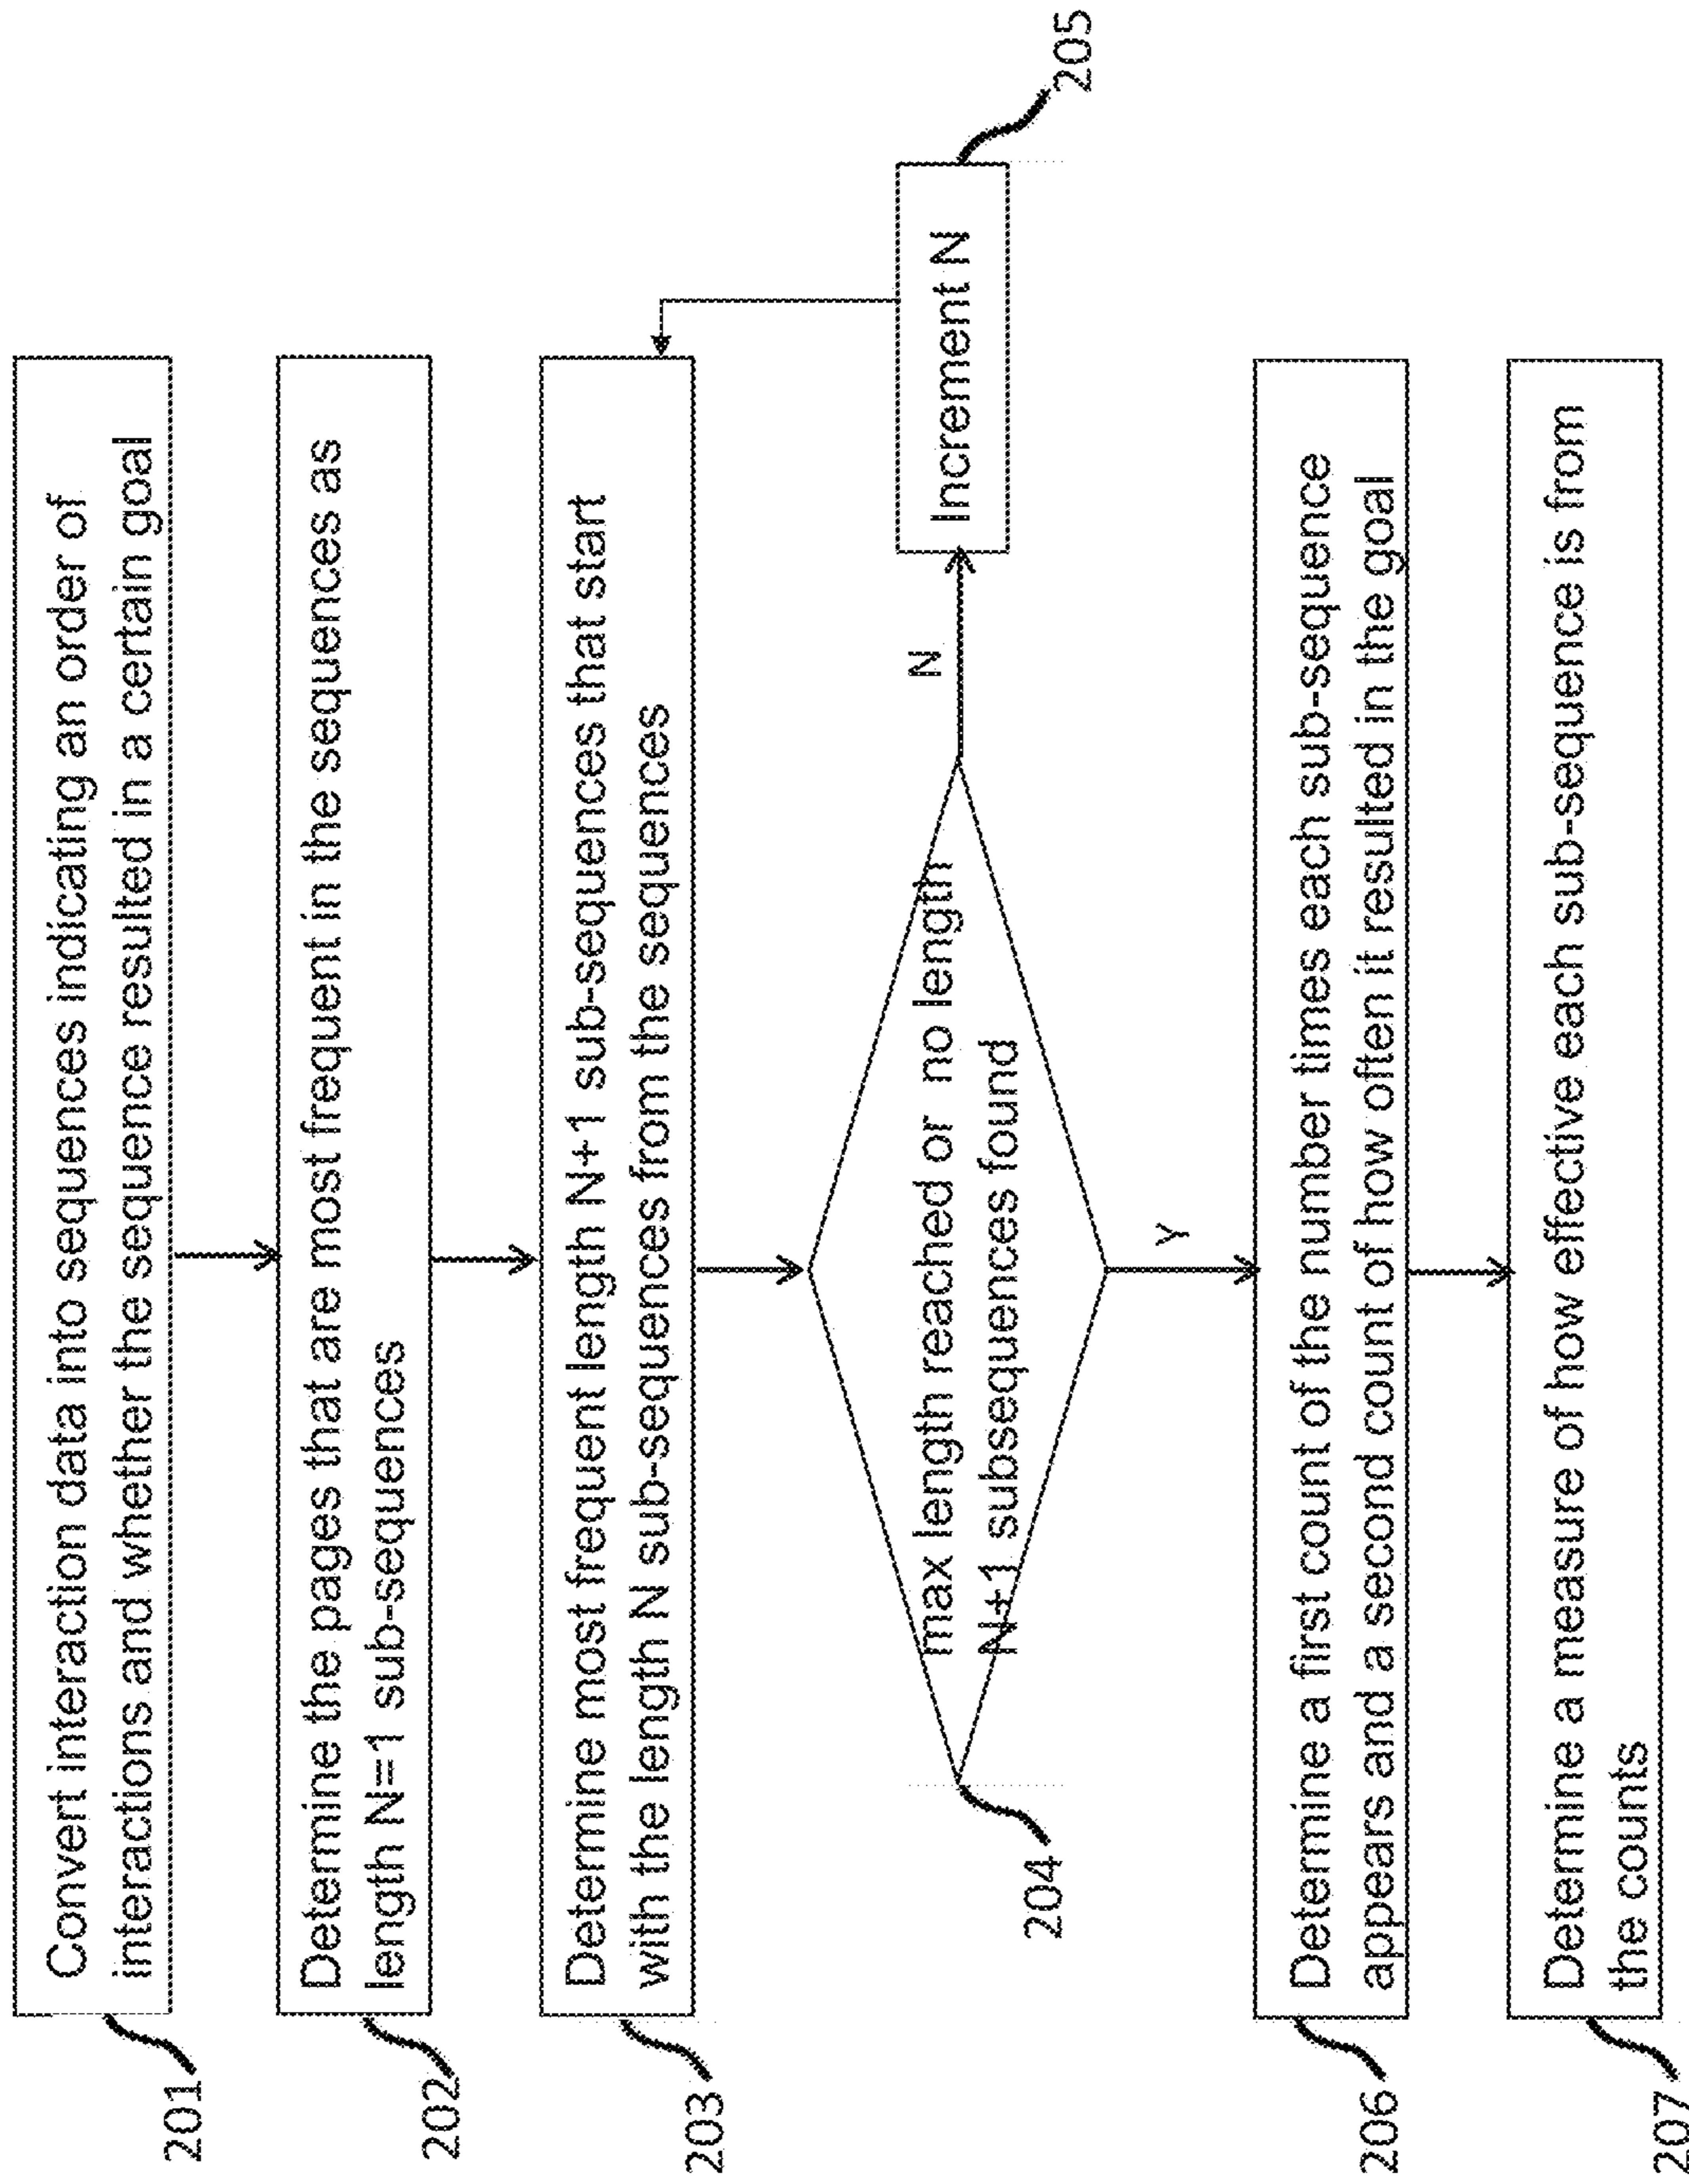 Convert interaction data into sequences indicating an order of
interactions and whether the sequence resulted in a certain goal
201
Determine the pages that are most frequent in the sequences as
length N=1 sub-sequences
202
Determine most frequent length N+1 sub-sequences that start
with the length N sub-sequences from the sequences
203
max length reached or no length
N+1 subsequences found
204
N
Increment N
205
Y
Determine a first count of the number times each sub-sequence
appears and a second count of how often it resulted in the goal
206
Determine a measure of how effective each sub-sequence is from
the counts
207